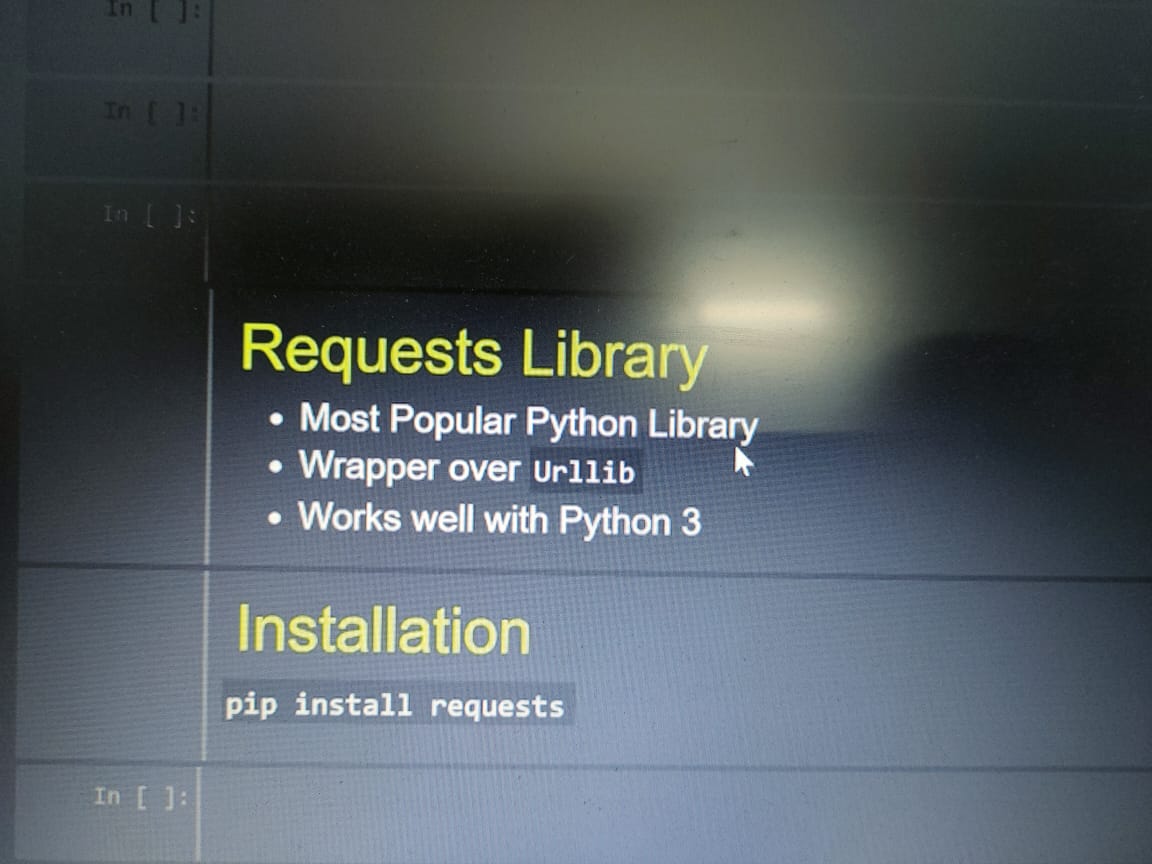 In [ ]:
In [ ]:
In [ ]:
Requests Library
• Most Popular Python Library
• Wrapper over Urllib
• Works well with Python 3
Installation
pip install requests
In [ ]: